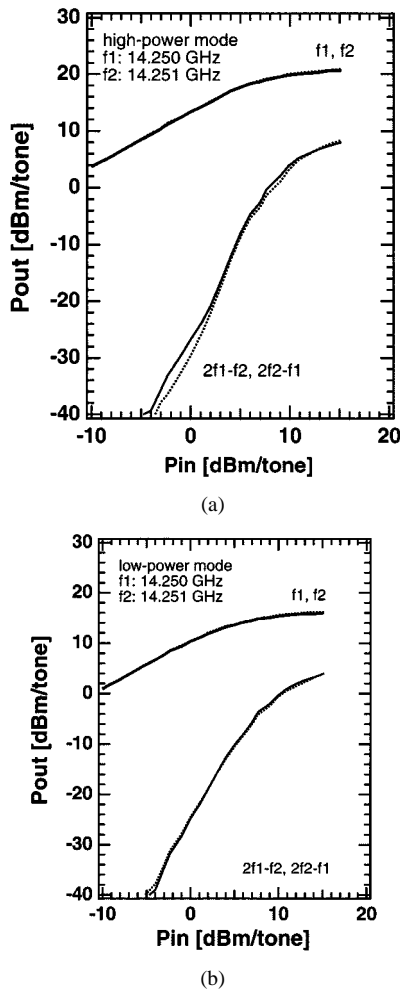 high-power mode
f1: 14.250 GHz
f2: 14.251 GHz
f1, f2
2f1-f2, 2f2-f1
30
20
10
0
-10
-20
-30
-40
Pout [dBm/tone]
-10 0 10 20
Pin [dBm/tone]
(a)
low-power mode
f1: 14.250 GHz
f2: 14.251 GHz
f1, f2
2f1-f2, 2f2-f1
30
20
10
0
-10
-20
-30
-40
Pout [dBm/tone]
-10 0 10 20
Pin [dBm/tone]
(b)